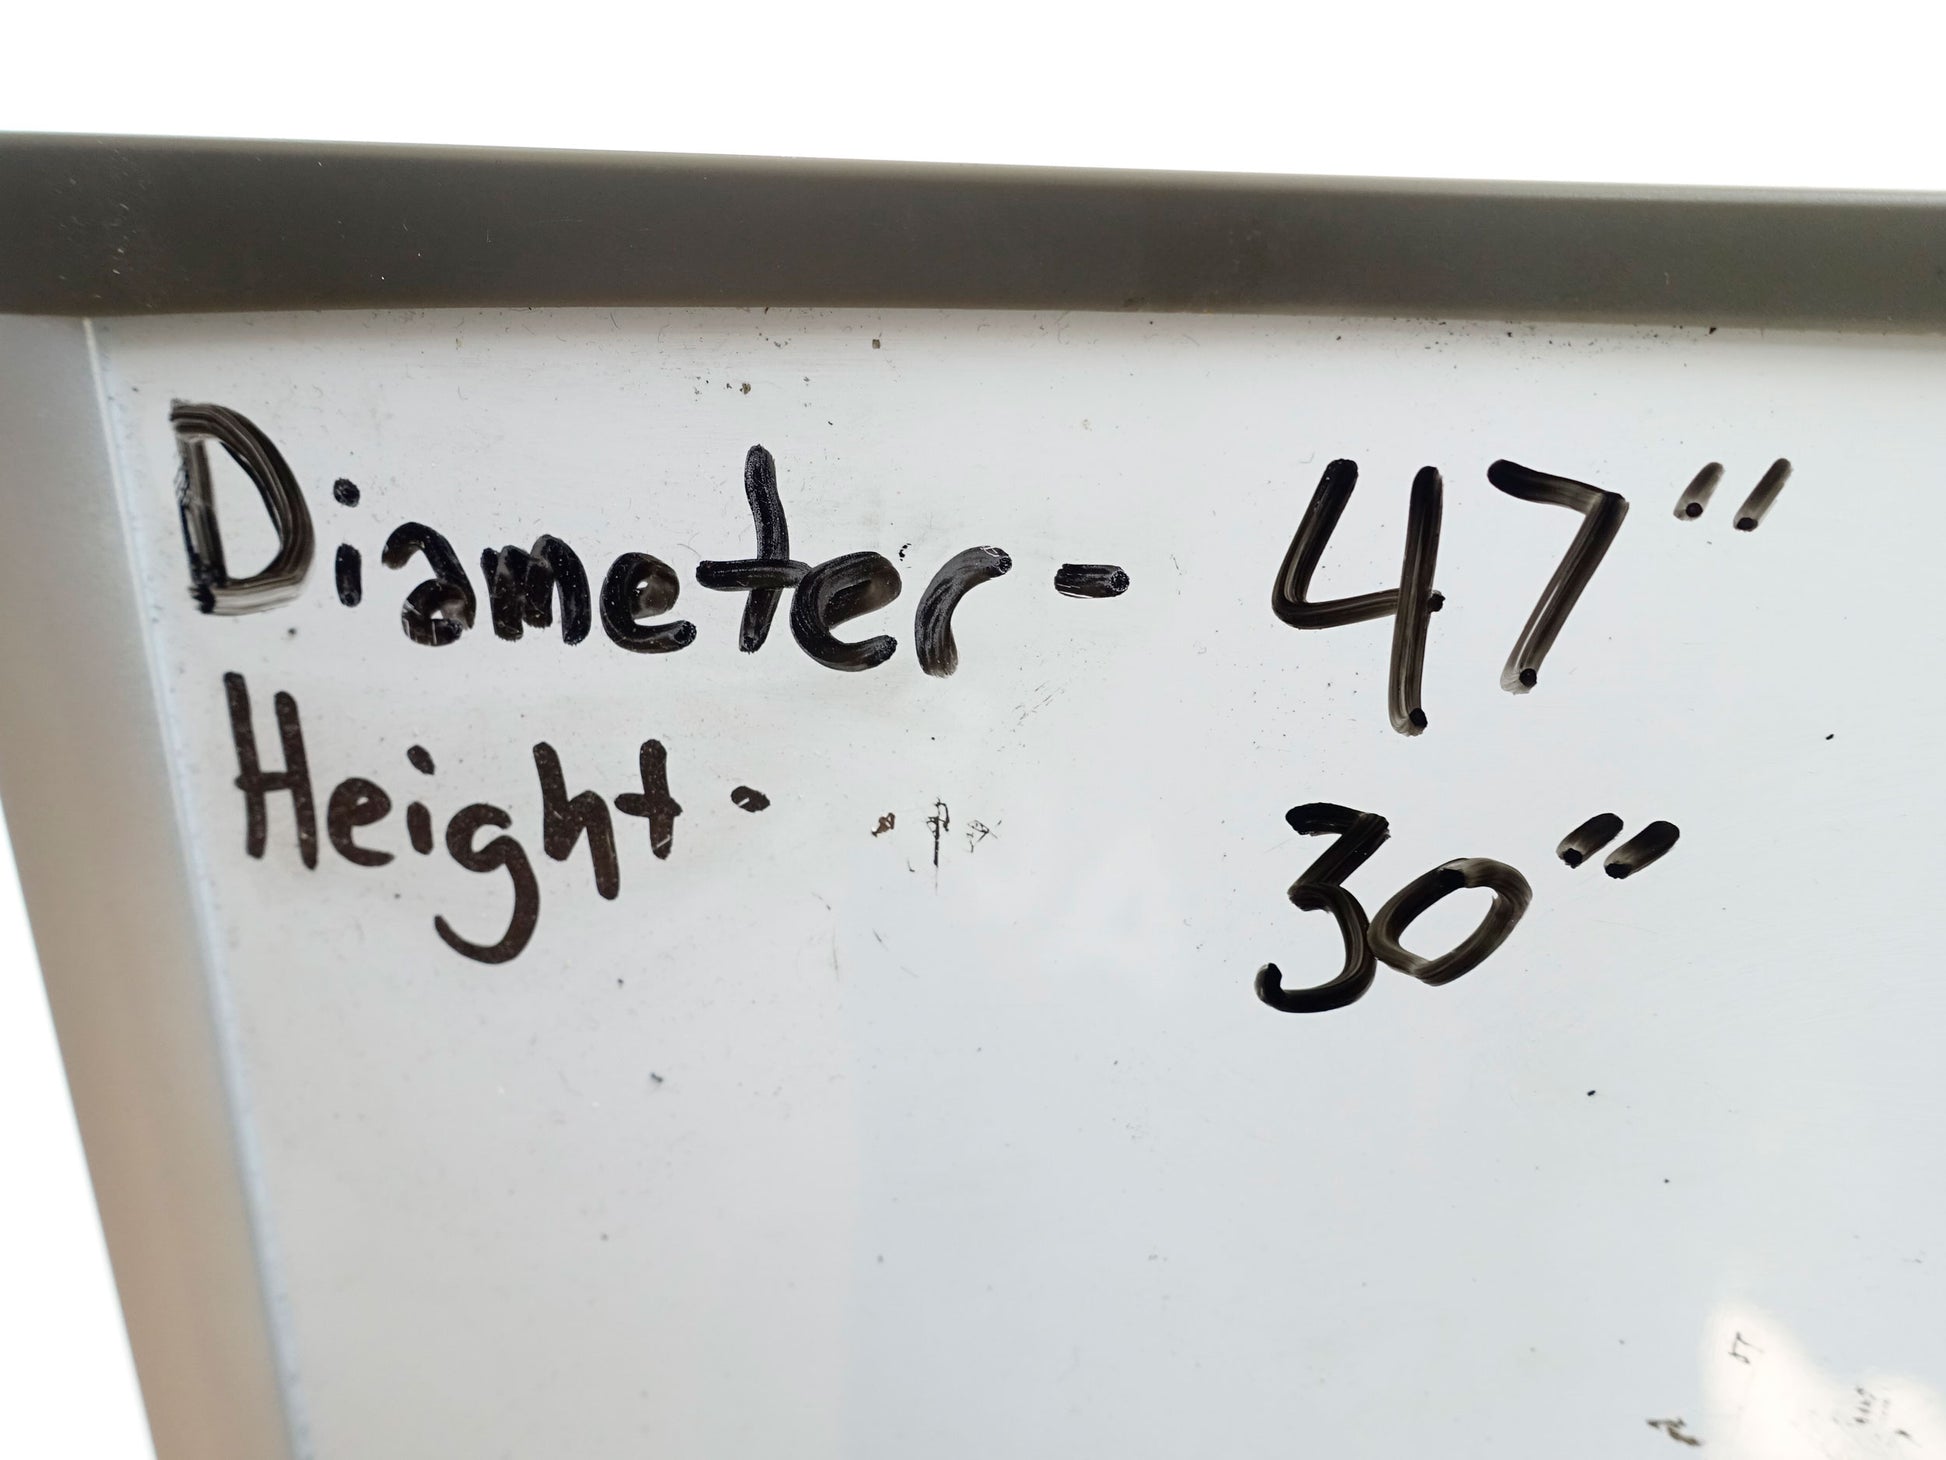 Diameter - 47"
Height - 30"